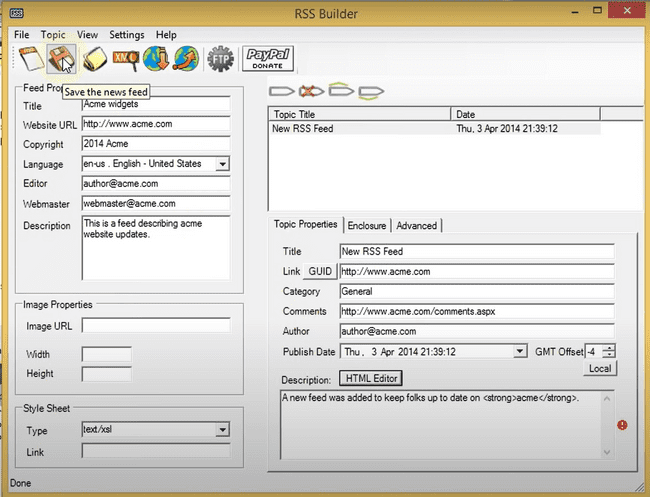 RSS
RSS Builder
File Topic View Settings Help
XML
FTP
PayPal
DONATE
Save the news feed
Feed Pro
Title Acme widgets
Website URL http://www.acme.com
Copyright 2014 Acme
Language en-us . English - United States
Editor author@acme.com
Webmaster webmaster@acme.com
Description This is a feed describing acme
website updates.
Image Properties
Image URL
Width
Height
Style Sheet
Type text/xsl
Link
Topic Title Date
New RSS Feed Thu, 3 Apr 2014 21:39:12
Topic Properties Enclosure Advanced
Title New RSS Feed
Link GUID http://www.acme.com
Category General
Comments http://www.acme.com/comments.aspx
Author author@acme.com
Publish Date Thu , 3 Apr 2014 21:39:12 GMT Offset -4
Local
Description: HTML Editor
A new feed was added to keep folks up to date on <strong>acme</strong>.
Done